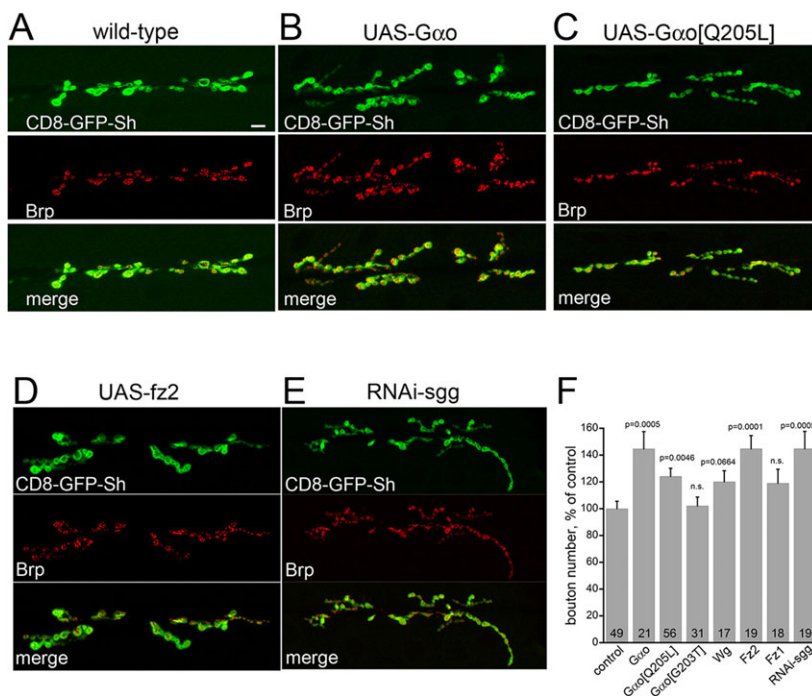 A
wild-type
CD8-GFP-Sh
Brp
merge
B
UAS-Gαo
CD8-GFP-Sh
Brp
merge
C
UAS-Gαo[Q205L]
CD8-GFP-Sh
Brp
merge
D
UAS-fz2
CD8-GFP-Sh
Brp
merge
E
RNAi-sgg
CD8-GFP-Sh
Brp
merge
F
bouton number, % of control
160
140
120
100
80
60
40
20
0
p=0.0005
p=0.0046
n.s.
p=0.0664
p=0.0001
n.s.
49
21
56
31
17
19
18
19
control
Gαo
Gαo[Q205L]
Gαo[G203T]
Wg
Fz2
Fz1
RNAi-sgg